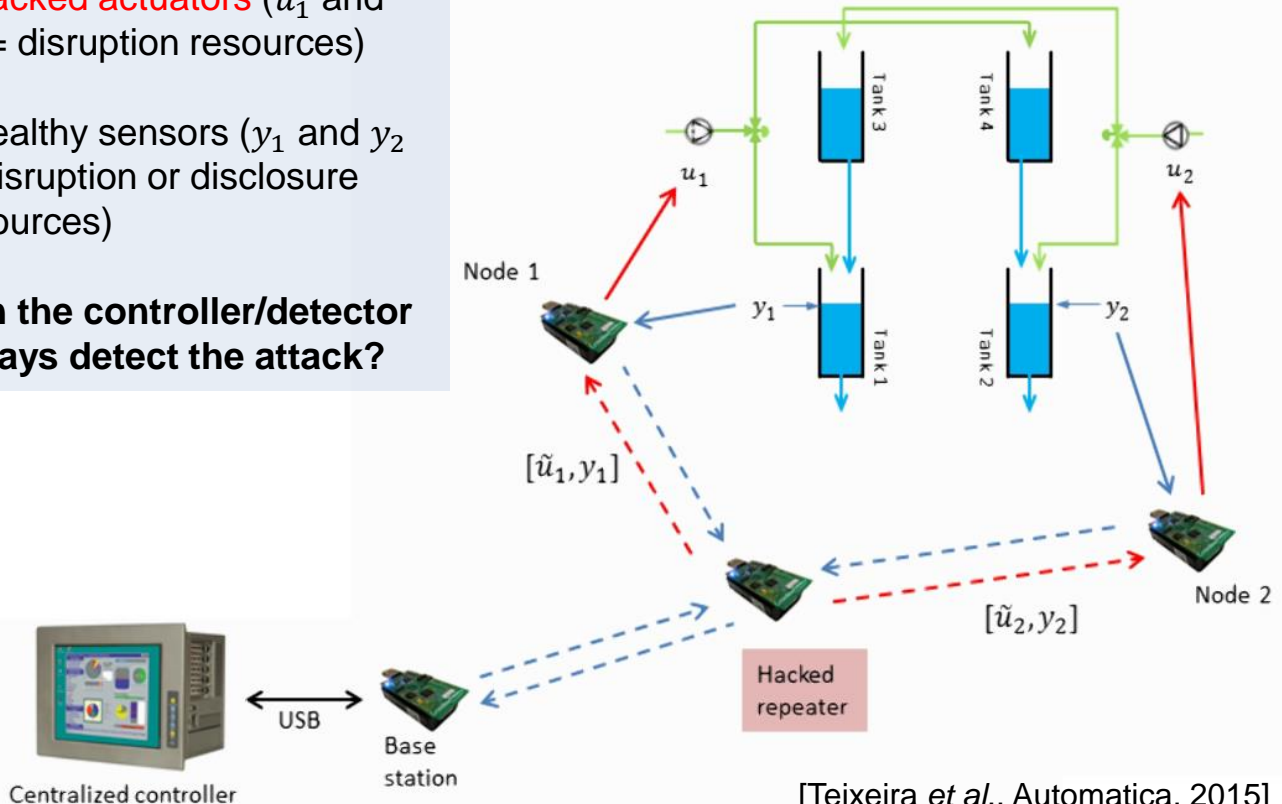 acked actuators (𝑢1 and
= disruption resources)
ealthy sensors (𝑦1 and 𝑦2
isruption or disclosure
ources)
n the controller/detector
ays detect the attack?
Tank 3
Tank 4
𝑢1
𝑢2
Node 1
𝑦1
𝑦2
Tank 1
Tank 2
[ũ1, 𝑦1]
[ũ2, 𝑦2]
Node 2
Hacked
repeater
USB
Base
station
Centralized controller
[Teixeira et al., Automatica, 2015]